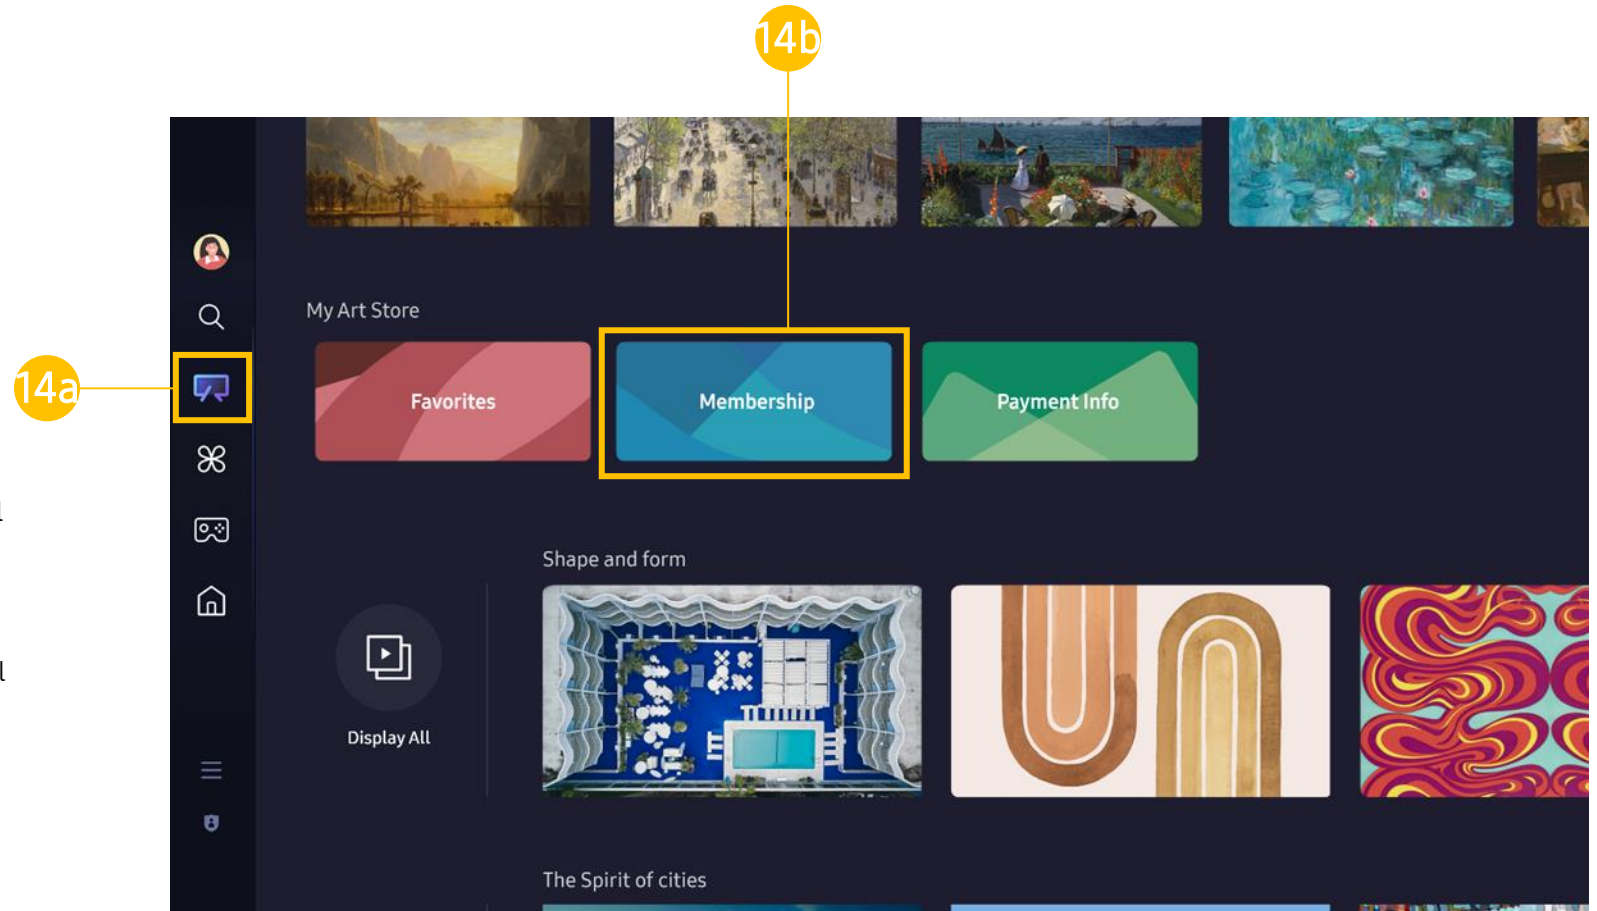 14b
My Art Store
14a
Favorites
Membership
Payment Info
l
Shape and form
l
Display All
The Spirit of cities